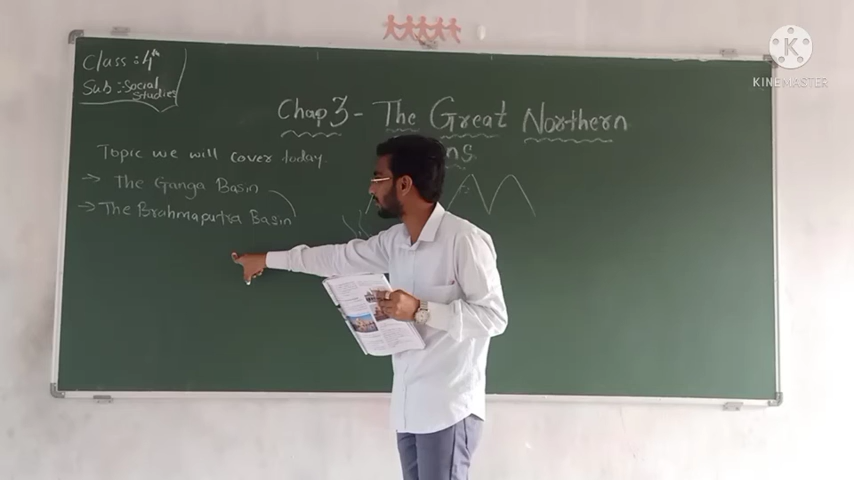 Class : 4th
Sub :- Social
Studies
Chap 3 - The Great Northern
ns
Topic we will cover today.
-> The Ganga Basin
-> The Brahmaputra Basin
K
KINEMASTER